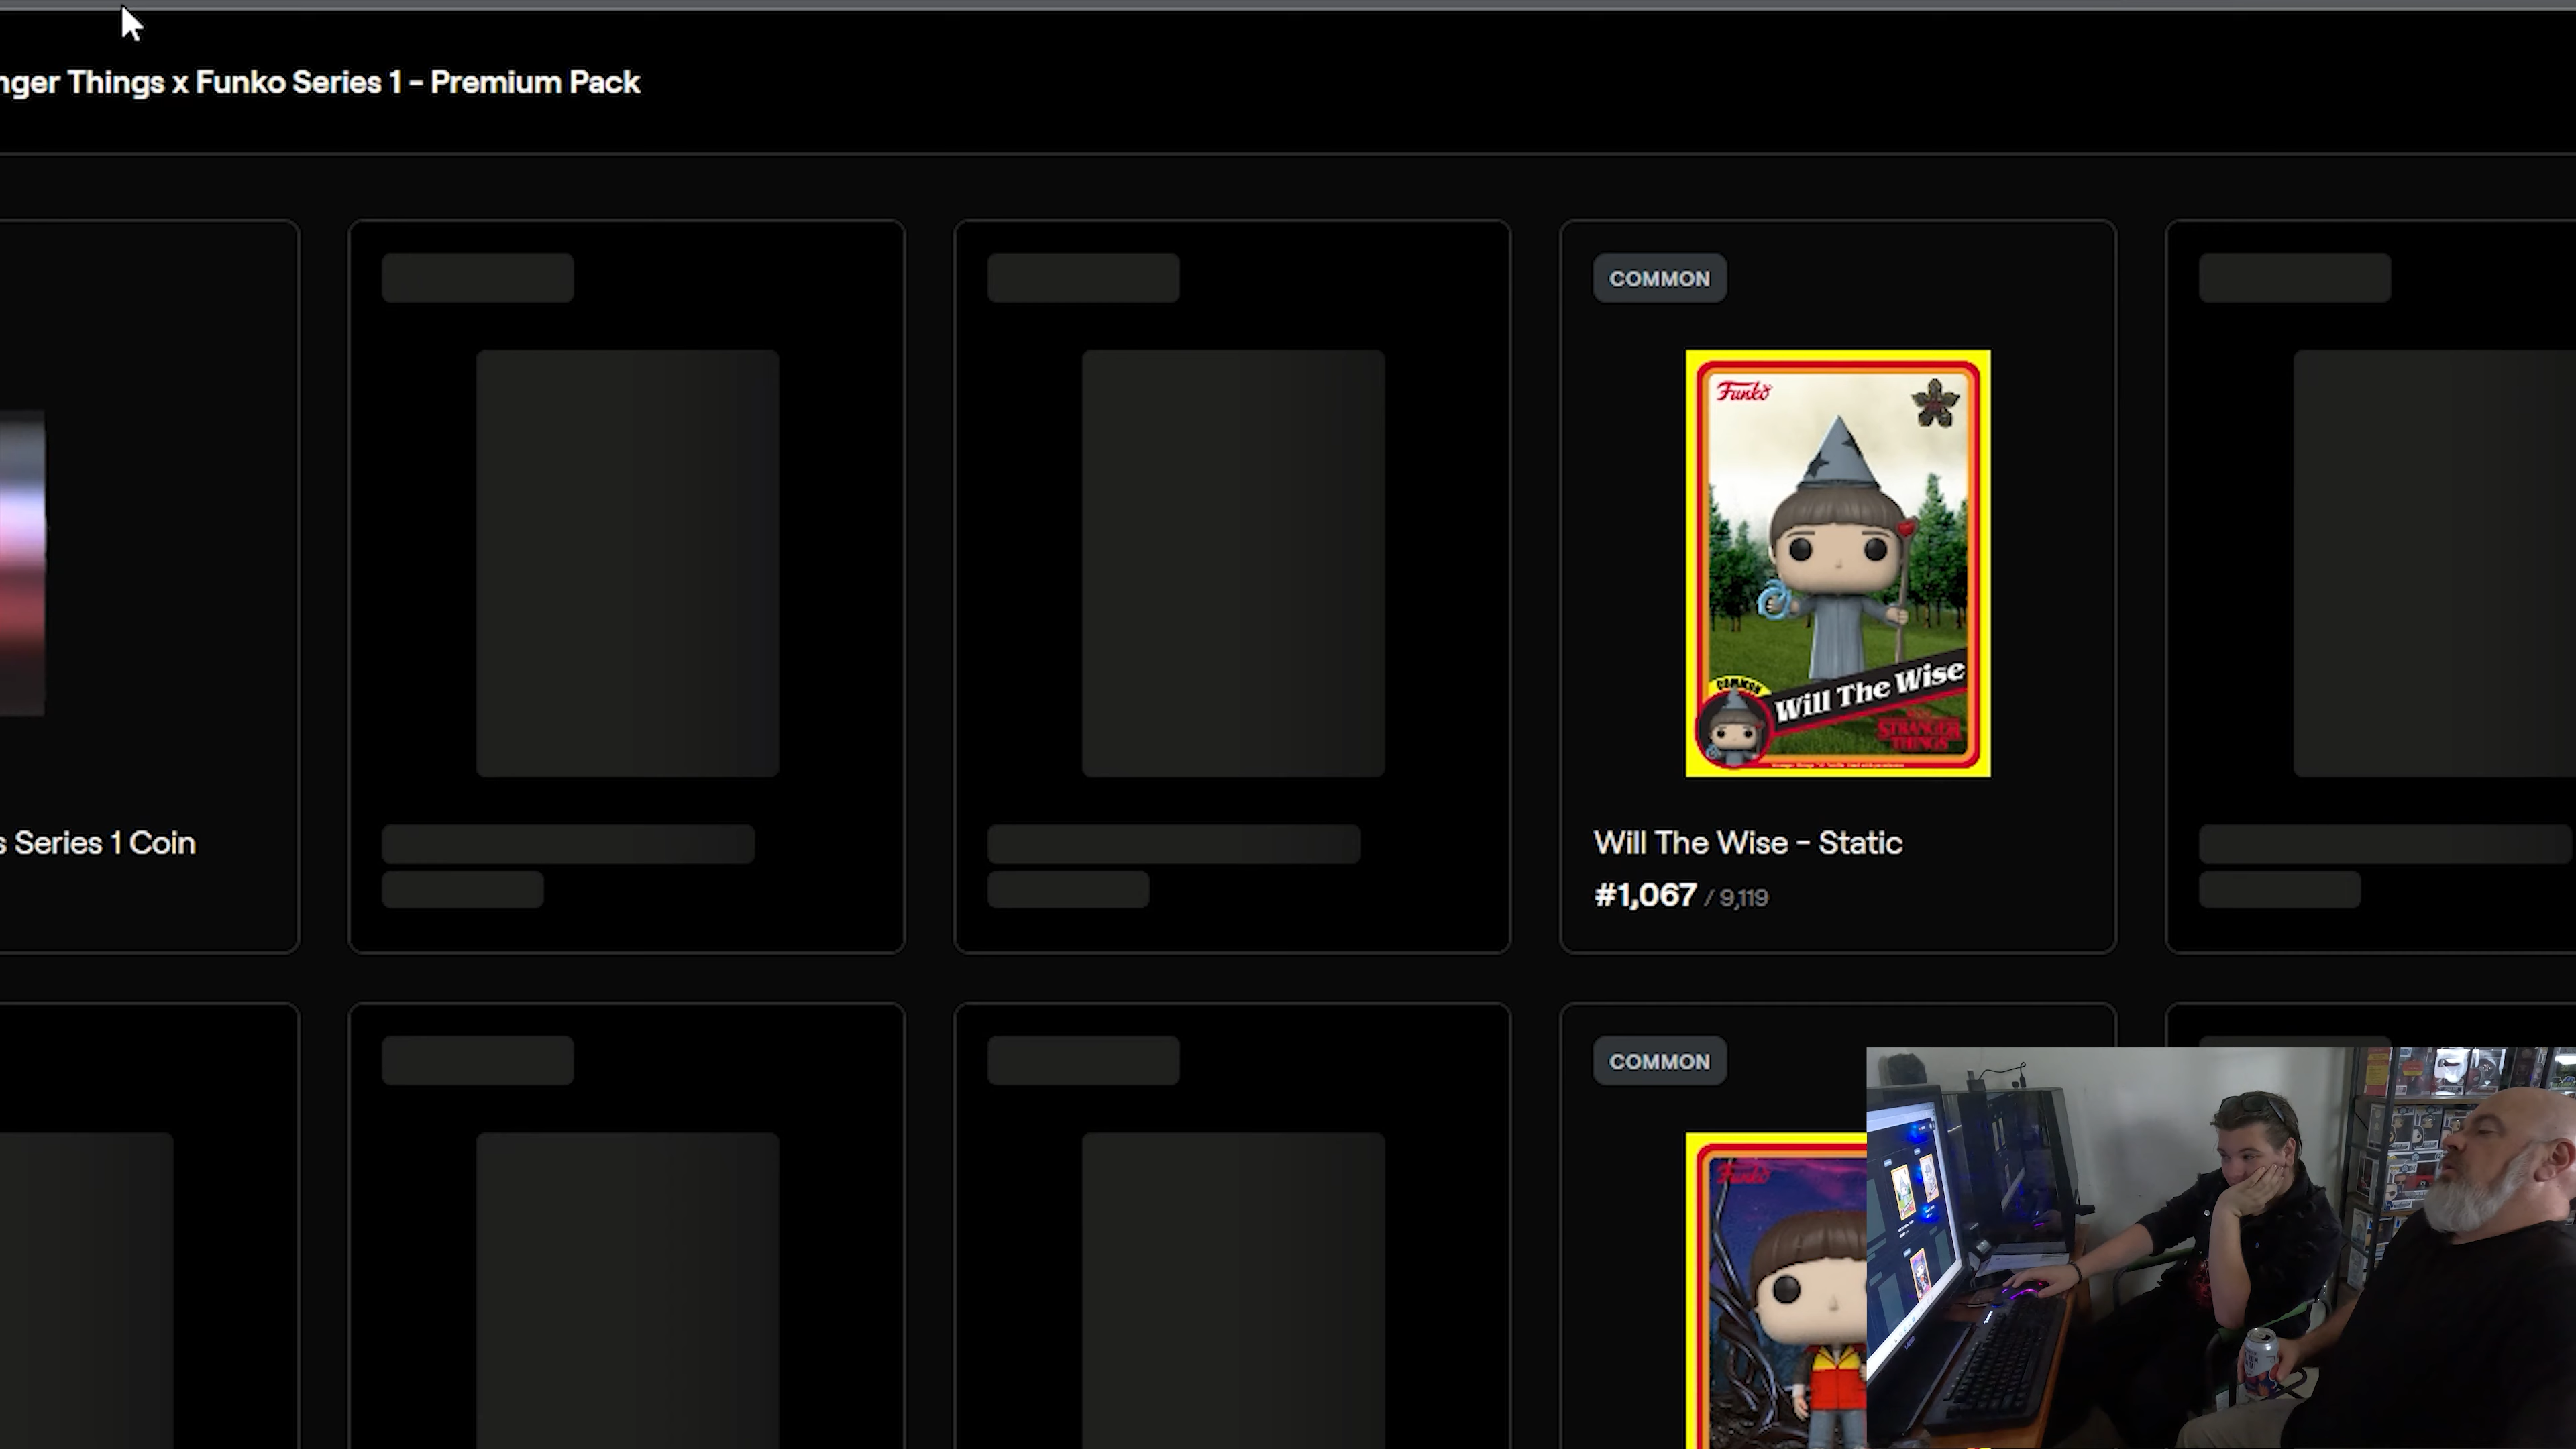 nger Things x Funko Series 1 - Premium Pack
COMMON
Funko
COMMON
Will The Wise
STRANGER
THINGS
s Series 1 Coin
Will The Wise - Static
#1,067 / 9,119
COMMON
Funko